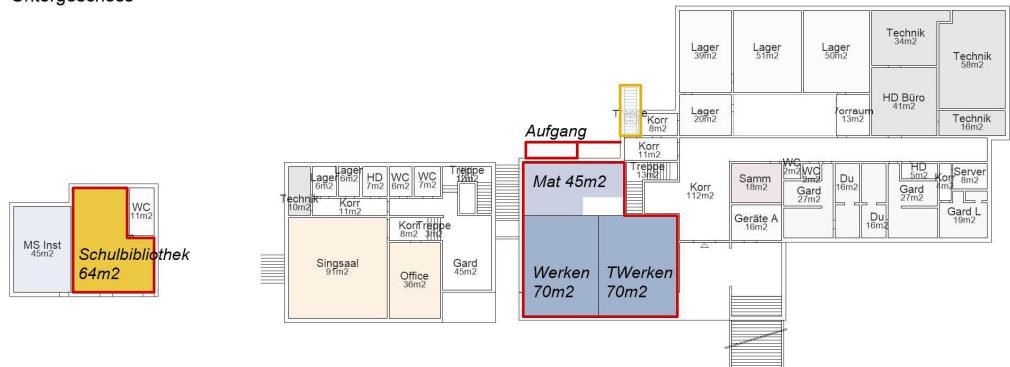 Untergeschoss
Lager
39m2
Lager
51m2
Lager
50m2
Technik
34m2
Technik
58m2
HD Büro
41m2
Technik
16m2
Lager
20m2
Vorraum
13m2
Korr
8m2
Korr
11m2
Aufgang
Treppe
13m2
Mat 45m2
Werken
70m2
TWerken
70m2
Korr
112m2
Samm
18m2
Geräte A
16m2
WC
2m2
WC
2m2
Gard
27m2
Du
16m2
Du
16m2
HD
5m2
Gard
27m2
Korr
4m2
Server
8m2
Gard L
19m2
Technik
10m2
Lager
6m2
Lager
6m2
HD
7m2
WC
6m2
WC
7m2
Treppe
Korr
11m2
Korr
8m2
Treppe
3m2
Singsaal
91m2
Office
36m2
Gard
45m2
WC
11m2
MS Inst
45m2
Schulbibliothek
64m2